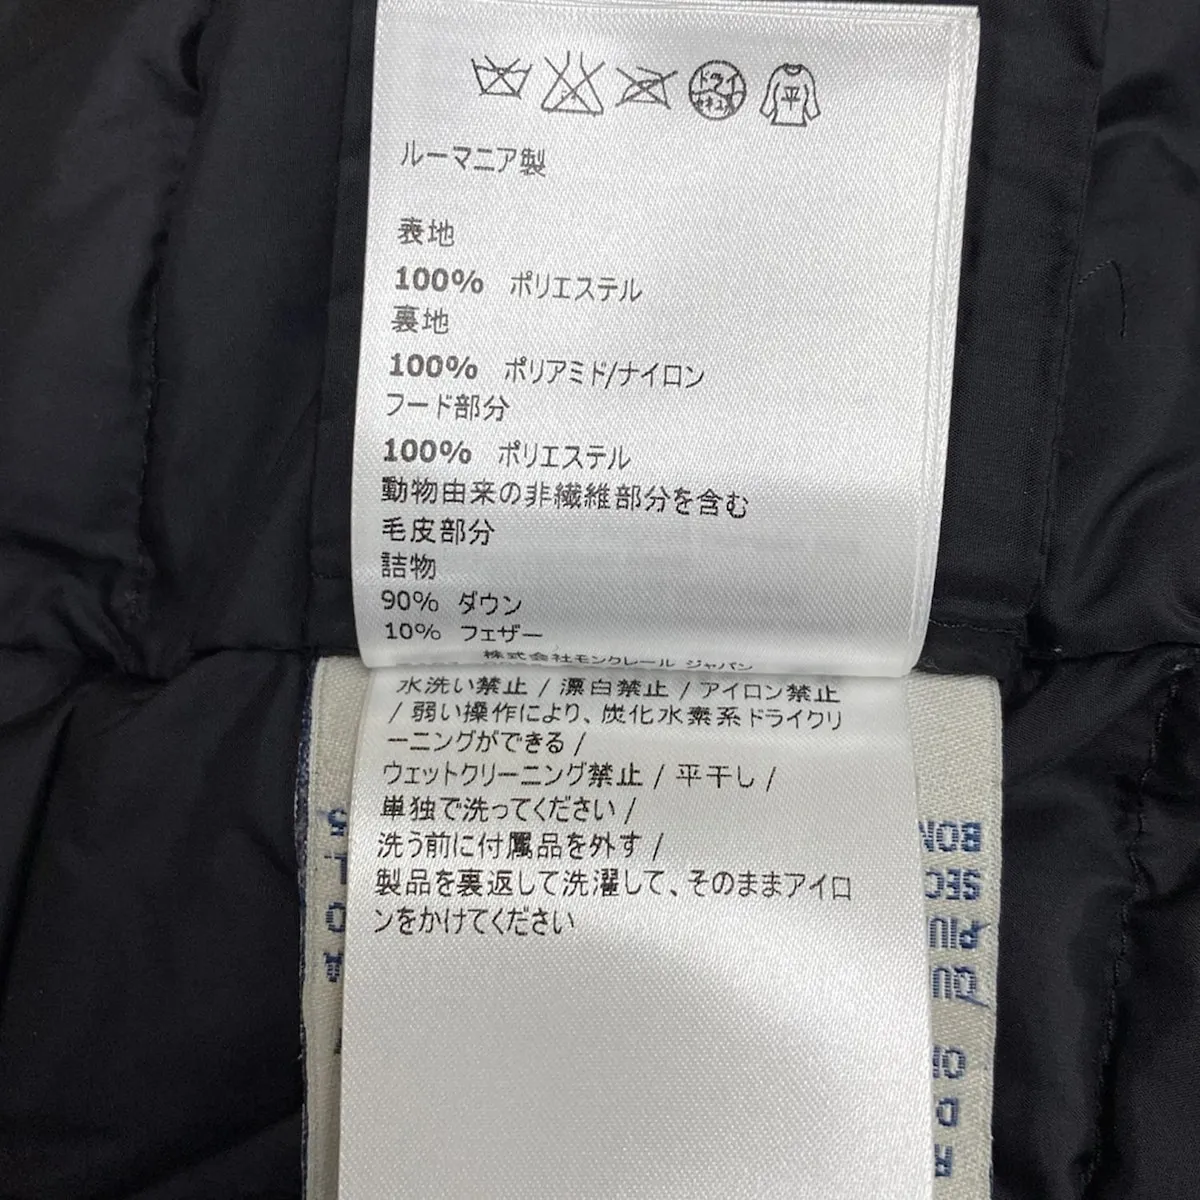 ドライ
平
ルーマニア製
表地
100% ポリエステル
裏地
100% ポリアミド/ナイロン
フード部分
100% ポリエステル
動物由来の非繊維部分を含む
毛皮部分
詰物
90% ダウン
10% フェザー
株式会社モンクレール ジャパン
水洗い禁止 / 漂白禁止 / アイロン禁止
/ 弱い操作により、炭化水素系ドライクリ
ーニングができる /
ウェットクリーニング禁止 / 平干し /
単独で洗ってください /
洗う前に付属品を外す /
製品を裏返して洗濯して、そのままアイロ
ンをかけてください
BON
SEC
PIU
QU